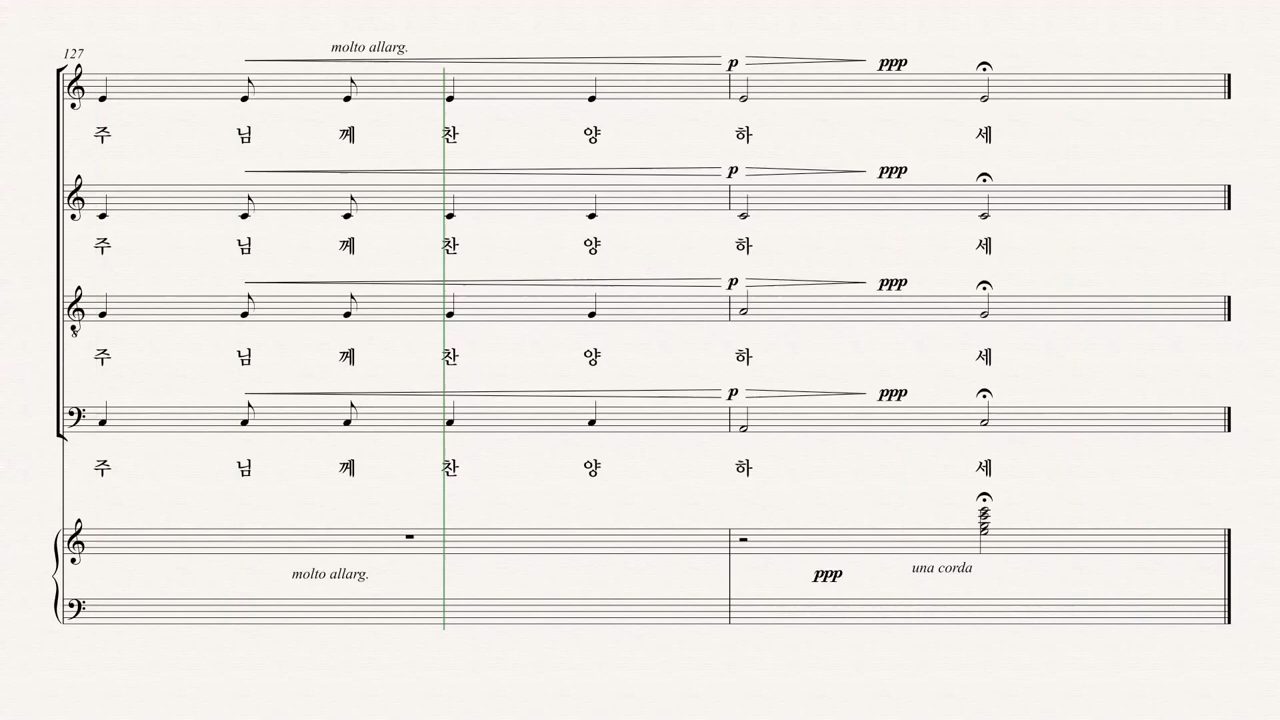 127
molto allarg.
p ppp
주 님 께 찬 양 하 세
p ppp
주 님 께 찬 양 하 세
p ppp
주 님 께 찬 양 하 세
p ppp
주 님 께 찬 양 하 세
molto allarg. ppp una corda